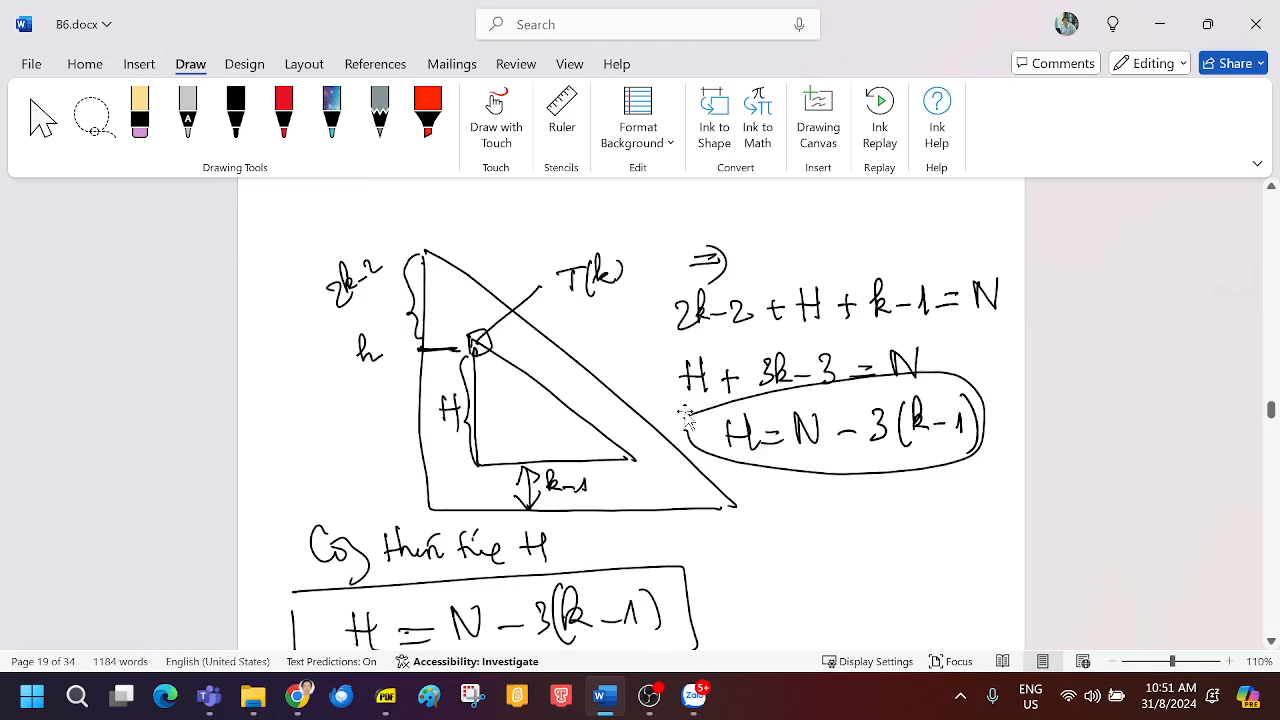 B6.docx
Search
File Home Insert Draw Design Layout References Mailings Review View Help
Comments Editing Share
Draw with Touch
Ruler
Format Background
Ink to Shape
Ink to Math
Drawing Canvas
Ink Replay
Ink Help
Drawing Tools Touch Stencils Edit Convert Insert Replay Help
2k-2
T(k)
h
H
k-1
⇒
2k-2 + H + k-1 = N
H + 3k-3 = N
H = N - 3(k-1)
H
H = N - 3(k-1)
Page 19 of 34 1184 words English (United States) Text Predictions: On Accessibility: Investigate Display Settings Focus 110%
5+
ENG US
10:51 AM
31/8/2024
PDF
PRE